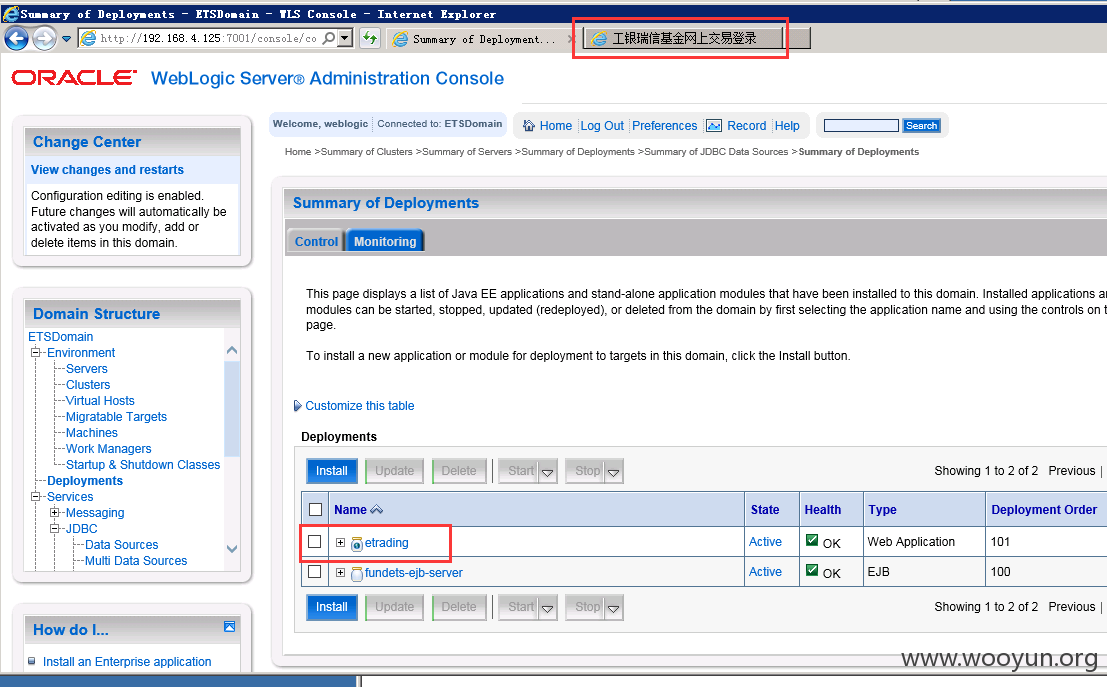 Summary of Deployments - ETSDomain - WLS Console - Internet Explorer
http://192.168.4.125:7001/console/co
Summary of Deployment...
工银瑞信基金网上交易登录
ORACLE WebLogic Server® Administration Console
Change Center
View changes and restarts
Configuration editing is enabled.
Future changes will automatically be
activated as you modify, add or
delete items in this domain.
Domain Structure
ETSDomain
Environment
Servers
Clusters
Virtual Hosts
Migratable Targets
Machines
Work Managers
Startup & Shutdown Classes
Deployments
Services
Messaging
JDBC
Data Sources
Multi Data Sources
How do I...
Install an Enterprise application
Welcome, weblogic Connected to: ETSDomain
Home Log Out Preferences Record Help Search
Home >Summary of Clusters >Summary of Servers >Summary of Deployments >Summary of JDBC Data Sources >Summary of Deployments
Summary of Deployments
Control Monitoring
This page displays a list of Java EE applications and stand-alone application modules that have been installed to this domain. Installed applications a
modules can be started, stopped, updated (redeployed), or deleted from the domain by first selecting the application name and using the controls on t
page.
To install a new application or module for deployment to targets in this domain, click the Install button.
Customize this table
Deployments
Install Update Delete Start Stop Showing 1 to 2 of 2 Previous |
Name State Health Type Deployment Order
etrading Active OK Web Application 101
fundets-ejb-server Active OK EJB 100
Install Update Delete Start Stop Showing 1 to 2 of 2 Previous |
www.wooyun.org